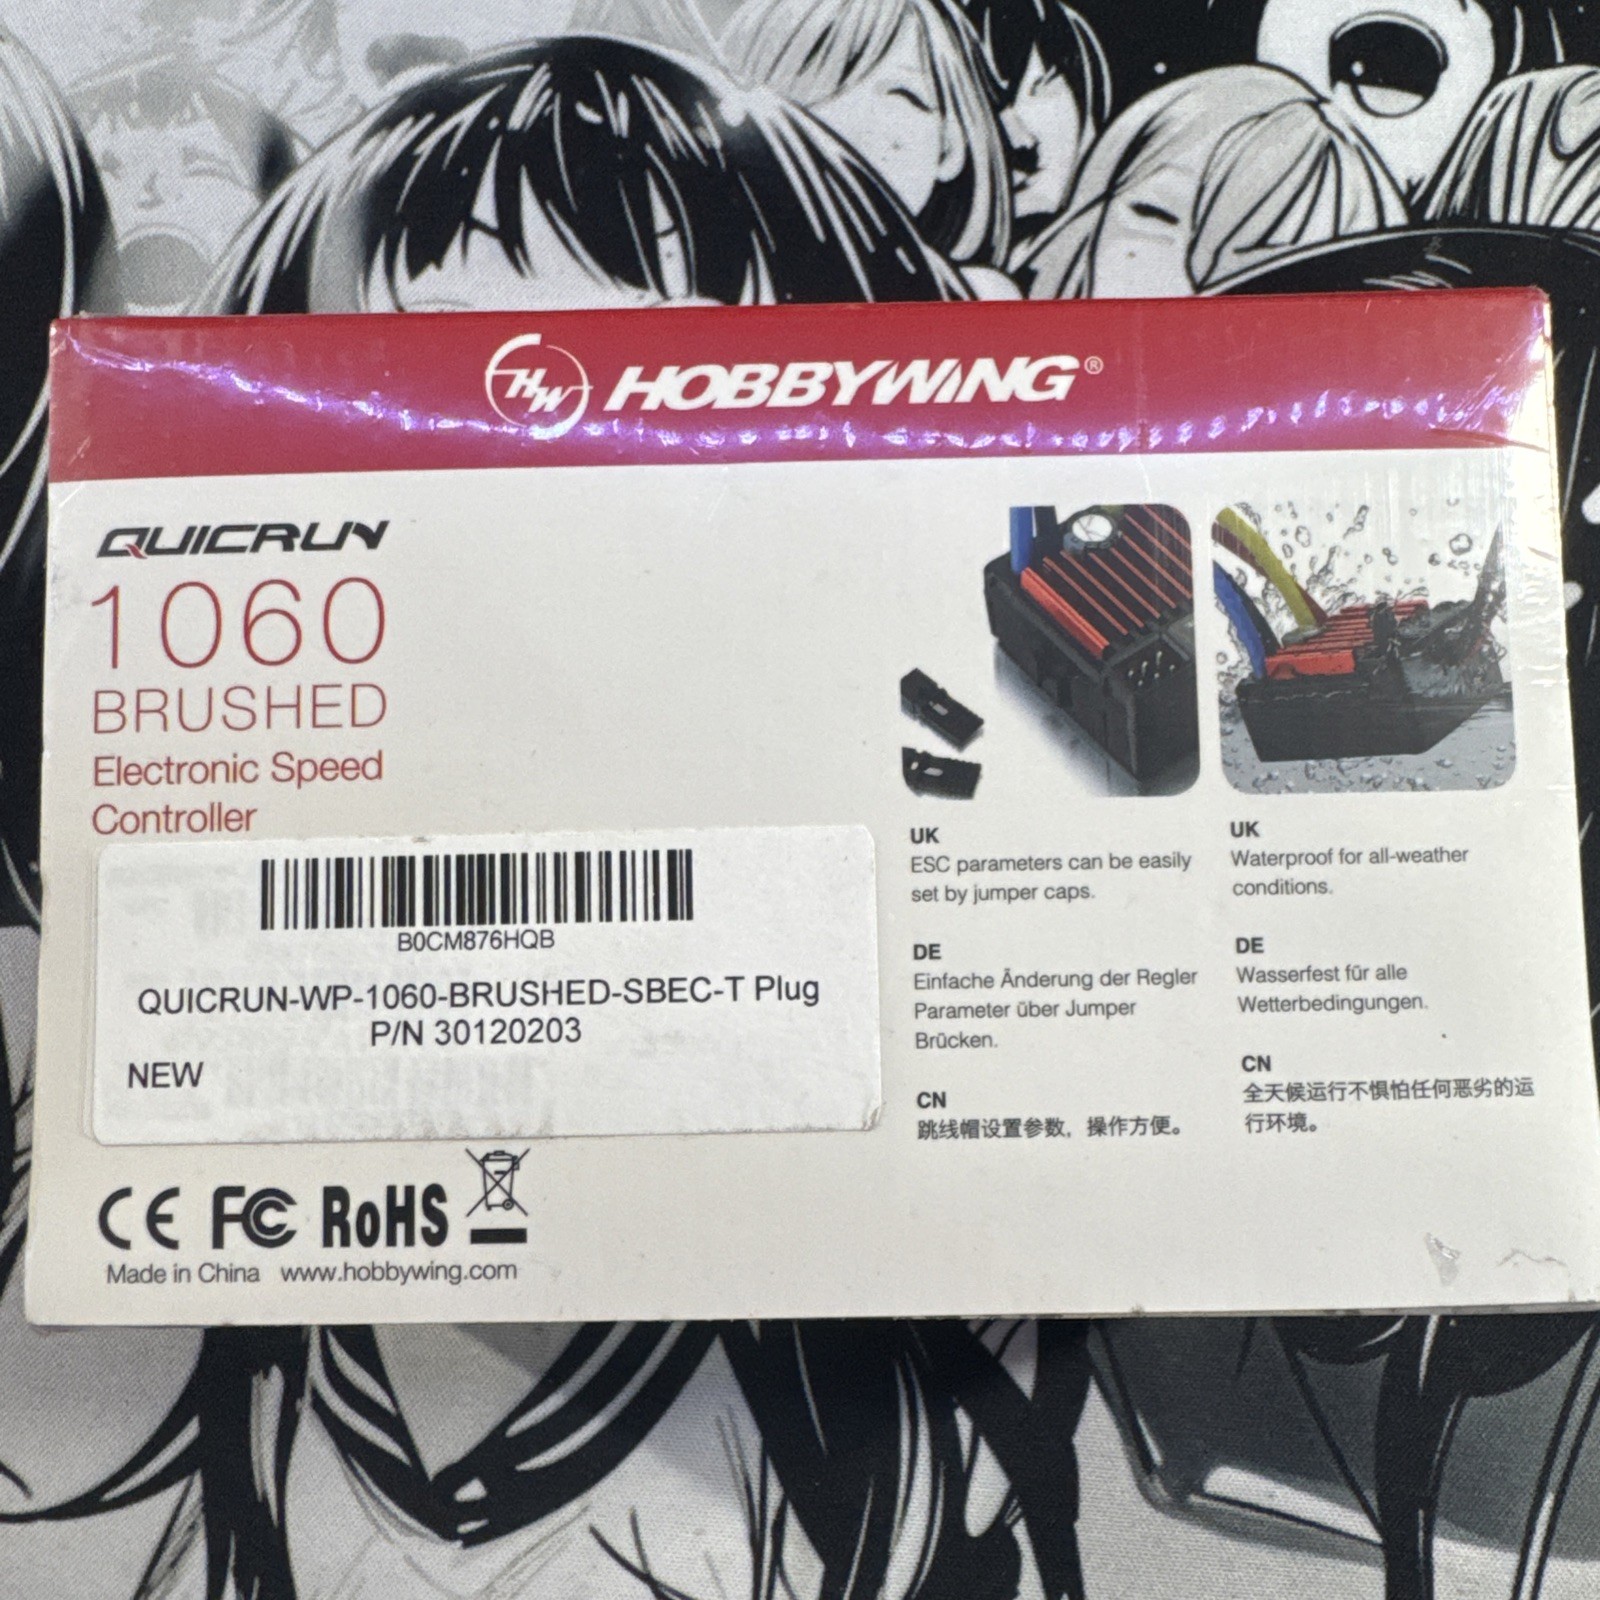 HW HOBBYWING®
QUICRUN
1060
BRUSHED
Electronic Speed
Controller
B0CM876HQB
QUICRUN-WP-1060-BRUSHED-SBEC-T Plug
P/N 30120203
NEW
CE FC RoHS
Made in China www.hobbywing.com
UK
ESC parameters can be easily
set by jumper caps.
DE
Einfache Änderung der Regler
Parameter über Jumper
Brücken.
CN
跳线帽设置参数，操作方便。
UK
Waterproof for all-weather
conditions.
DE
Wasserfest für alle
Wetterbedingungen.
CN
全天候运行不惧怕任何恶劣的运
行环境。